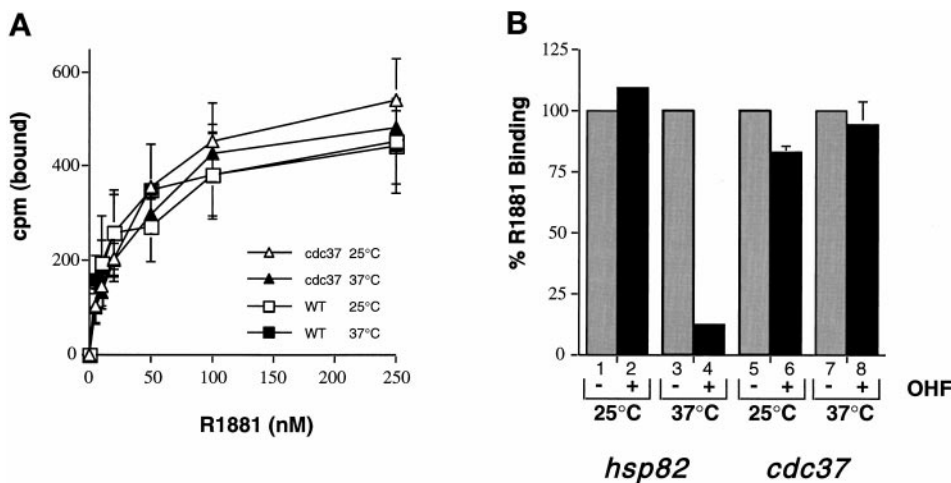 A
600
400
200
0
cpm (bound)
cdc37 25°C
cdc37 37°C
WT 25°C
WT 37°C
0 50 100 150 200 250
R1881 (nM)
B
125
100
75
50
25
0
% R1881 Binding
1 2 3 4 5 6 7 8
- + - + - + - + OHF
25°C 37°C 25°C 37°C
hsp82 cdc37